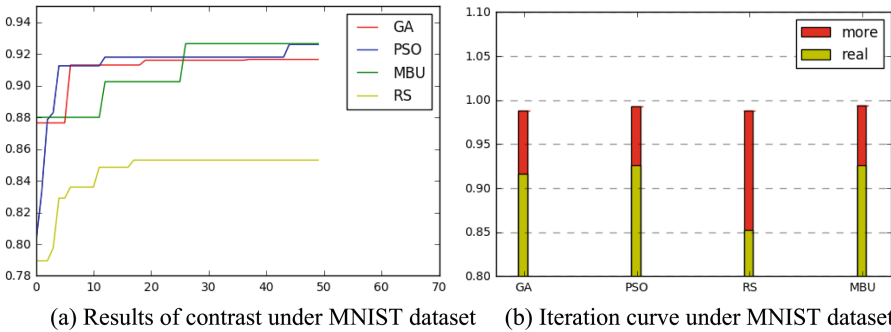 0.94
0.92
0.90
0.88
0.86
0.84
0.82
0.80
0.78
0 10 20 30 40 50 60 70
GA
PSO
MBU
RS
(a) Results of contrast under MNIST dataset
1.10
1.05
1.00
0.95
0.90
0.85
0.80
more
real
GA PSO RS MBU
(b) Iteration curve under MNIST dataset